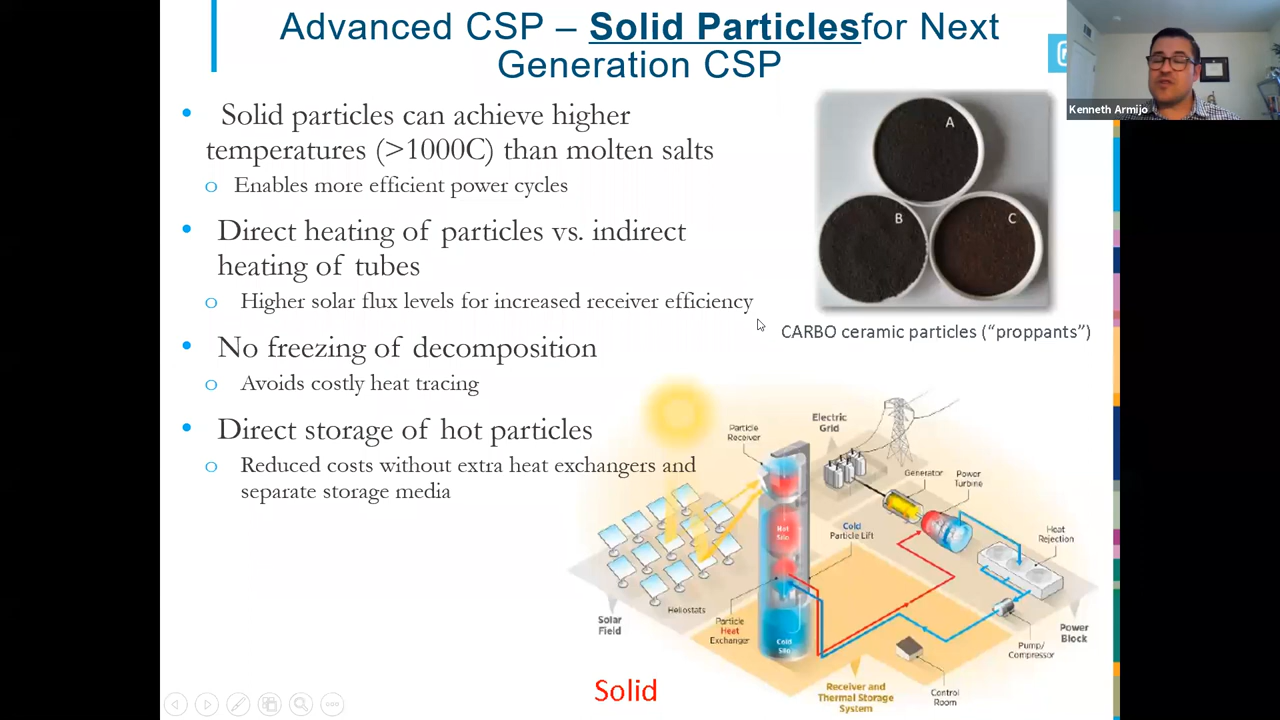 Advanced CSP – Solid Particlesfor Next
Generation CSP
Kenneth Armijo
• Solid particles can achieve higher
temperatures (>1000C) than molten salts
o Enables more efficient power cycles
• Direct heating of particles vs. indirect
heating of tubes
o Higher solar flux levels for increased receiver efficiency
• No freezing of decomposition
o Avoids costly heat tracing
• Direct storage of hot particles
o Reduced costs without extra heat exchangers and
separate storage media
A
B
C
CARBO ceramic particles (“proppants”)
Electric
Grid
Particle
Receiver
Generator
Power
Turbine
Heat
Rejection
Hot
Silo
Cold
Particle Lift
Heliostats
Solar
Field
Particle
Heat
Exchanger
Cold
Silo
Pump/
Compressor
Power
Block
Receiver and
Thermal Storage
System
Control
Room
Solid